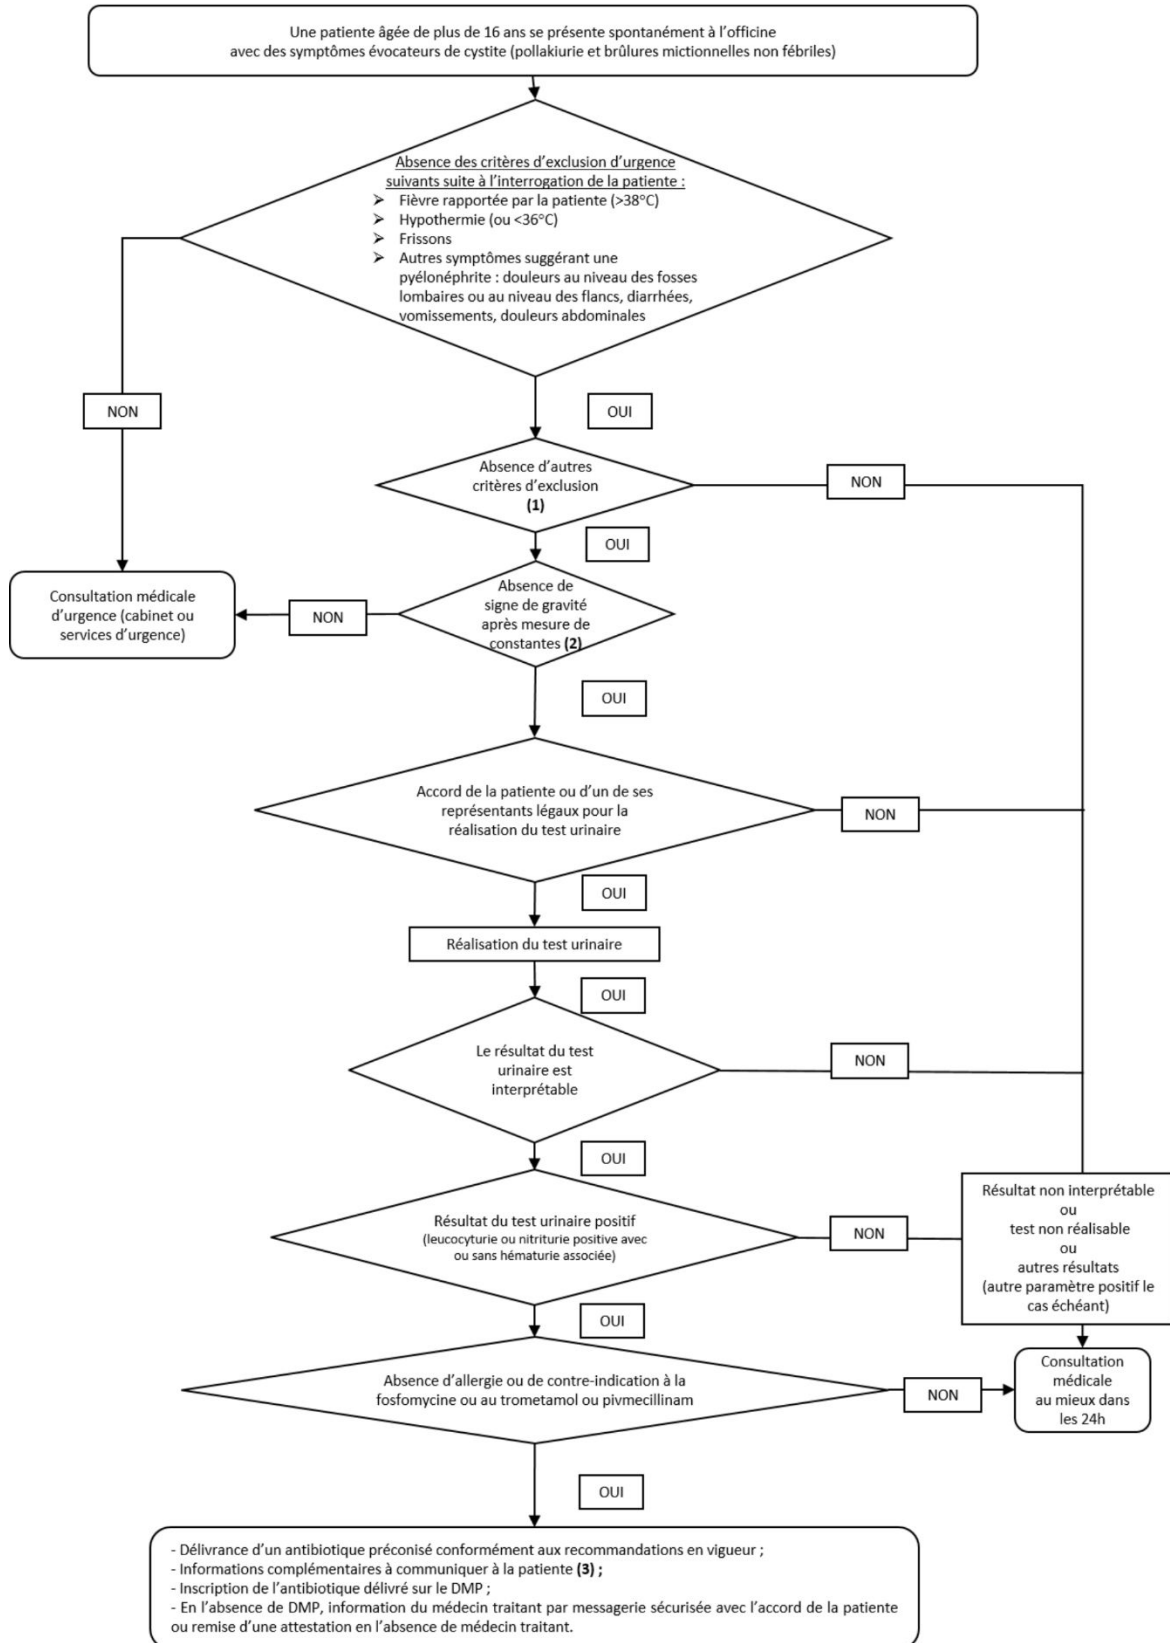 Une patiente âgée de plus de 16 ans se présente spontanément à l’officine
avec des symptômes évocateurs de cystite (pollakiurie et brûlures mictionnelles non fébriles)
Absence des critères d’exclusion d’urgence
suivants suite à l’interrogation de la patiente :
➢ Fièvre rapportée par la patiente (>38°C)
➢ Hypothermie (ou <36°C)
➢ Frissons
➢ Autres symptômes suggérant une
pyélonéphrite : douleurs au niveau des fosses
lombaires ou au niveau des flancs, diarrhées,
vomissements, douleurs abdominales
NON
OUI
Absence d’autres
critères d’exclusion
(1)
NON
OUI
Absence de
signe de gravité
après mesure de
constantes (2)
NON
Consultation médicale
d’urgence (cabinet ou
services d’urgence)
OUI
Accord de la patiente ou d’un de ses
représentants légaux pour la
réalisation du test urinaire
NON
OUI
Réalisation du test urinaire
OUI
Le résultat du test
urinaire est
interprétable
NON
OUI
Résultat du test urinaire positif
(leucocyturie ou nitriturie positive avec
ou sans hématurie associée)
NON
Résultat non interprétable
ou
test non réalisable
ou
autres résultats
(autre paramètre positif le
cas échéant)
OUI
Absence d’allergie ou de contre-indication à la
fosfomycine ou au trometamol ou pivmecillinam
NON
Consultation
médicale
au mieux dans
les 24h
OUI
- Délivrance d’un antibiotique préconisé conformément aux recommandations en vigueur ;
- Informations complémentaires à communiquer à la patiente (3) ;
- Inscription de l’antibiotique délivré sur le DMP ;
- En l’absence de DMP, information du médecin traitant par messagerie sécurisée avec l’accord de la patiente
ou remise d’une attestation en l’absence de médecin traitant.